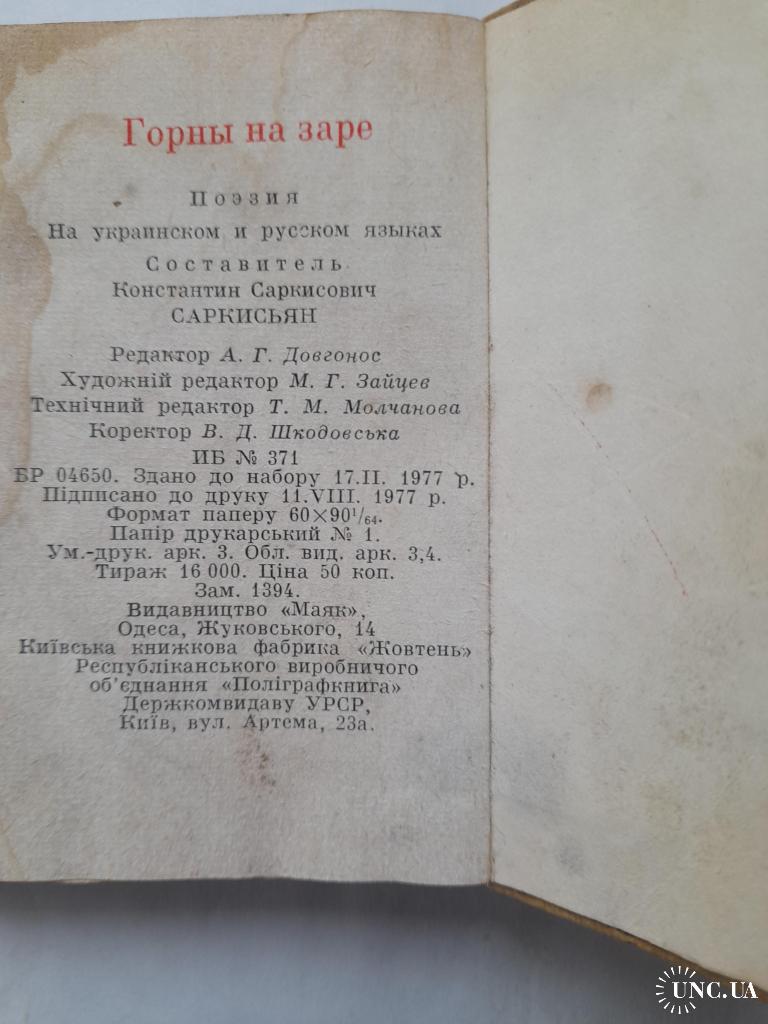 Горны на заре
Поэзия
На украинском и русском языках
Составитель
Константин Саркисович
САРКИСЬЯН
Редактор А. Г. Довгонос
Художній редактор М. Г. Зайцев
Технічний редактор Т. М. Молчанова
Коректор В. Д. Шкодовська
ИБ № 371
БР 04650. Здано до набору 17.II. 1977 р.
Підписано до друку 11.VIII. 1977 р.
Формат паперу 60×90¹/₆₄.
Папір друкарський № 1.
Ум.-друк. арк. 3. Обл. вид. арк. 3,4.
Тираж 16 000. Ціна 50 коп.
Зам. 1394.
Видавництво «Маяк»,
Одеса, Жуковського, 14
Київська книжкова фабрика «Жовтень»
Республіканського виробничого
об’єднання «Поліграфкнига»
Держкомвидаву УРСР,
Київ, вул. Артема, 23а.
UNC.UA